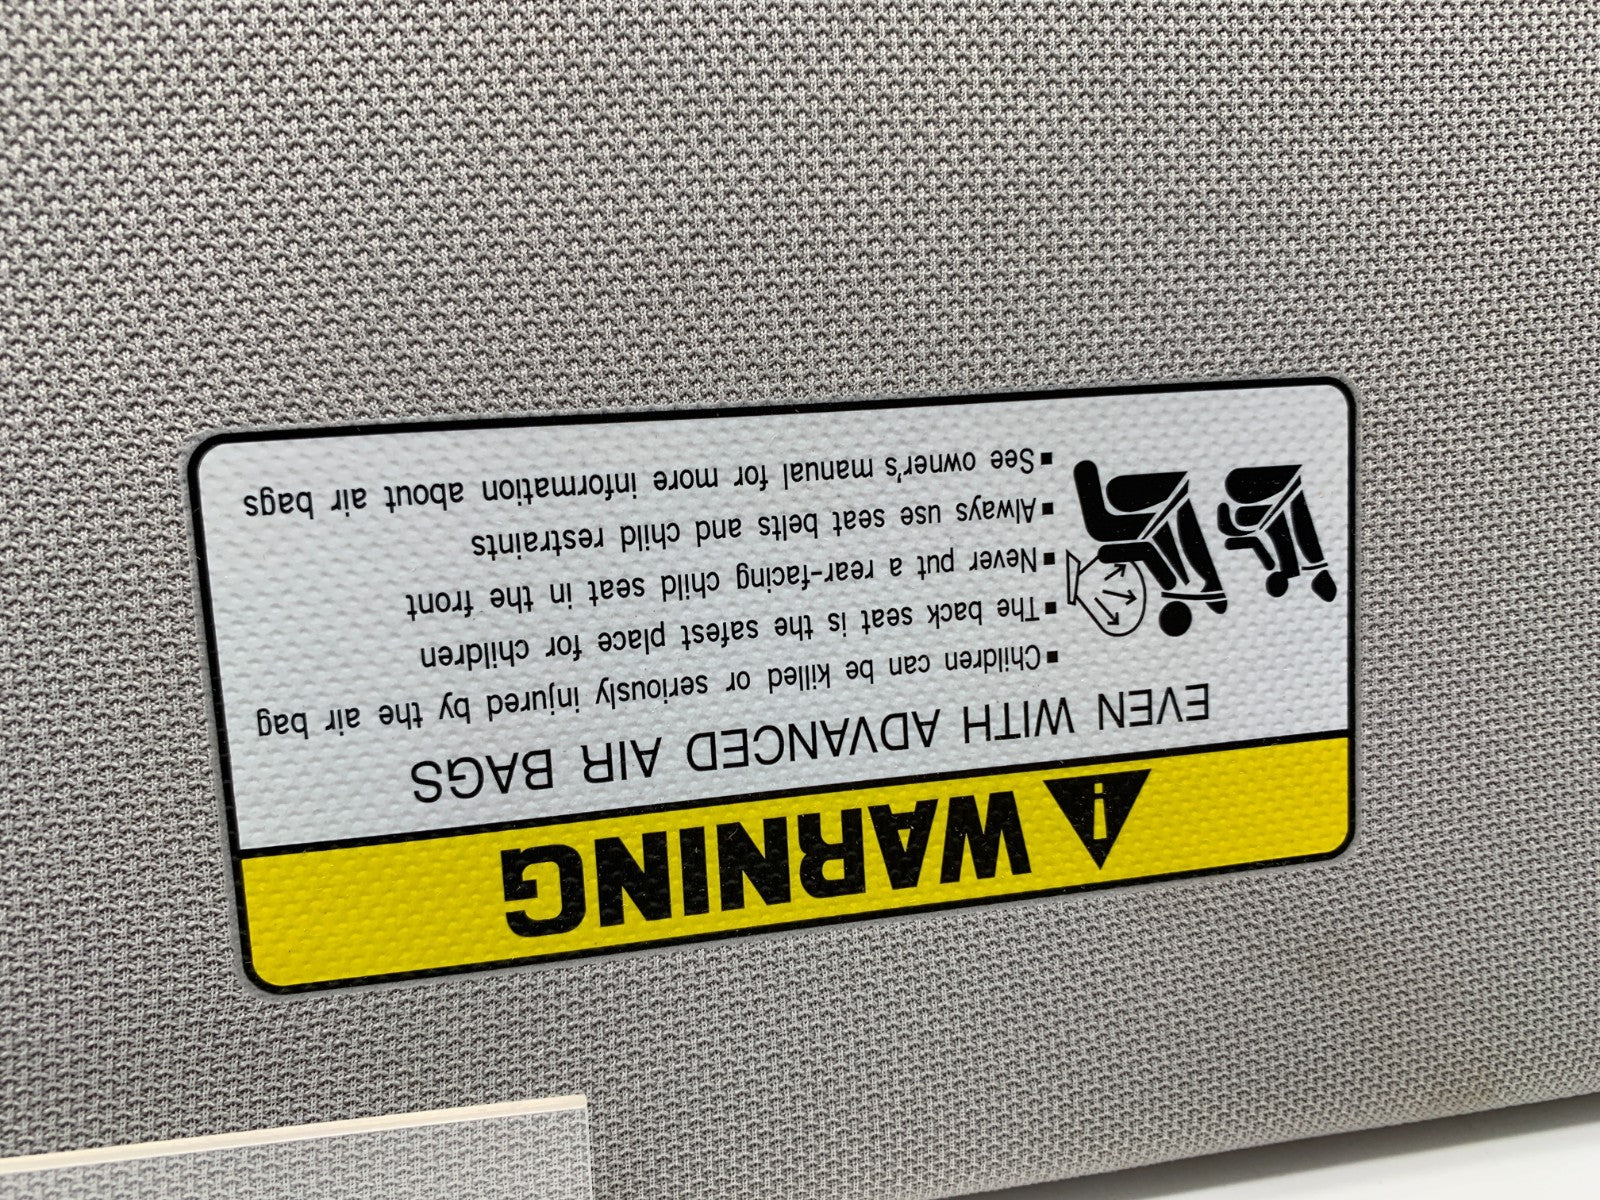 WARNING
EVEN WITH ADVANCED AIR BAGS
▪Children can be killed or seriously injured by the air bag
▪The back seat is the safest place for children
▪Never put a rear-facing child seat in the front
▪Always use seat belts and child restraints
▪See owner's manual for more information about air bags